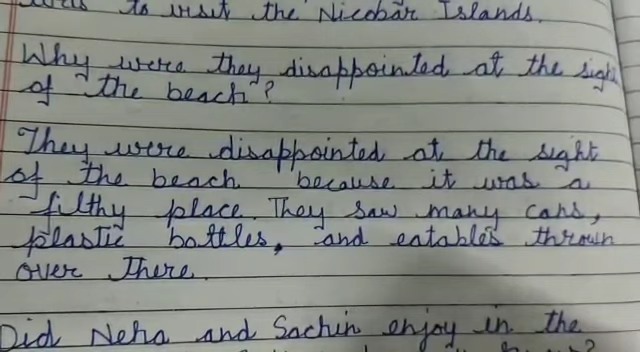 to visit the Nicobar Islands.
Why were they disappointed at the sight
of the beach?
They were disappointed at the sight
of the beach because it was a
filthy place. They saw many cans,
plastic bottles, and eatables thrown
over there.
Did Neha and Sachin enjoy in the